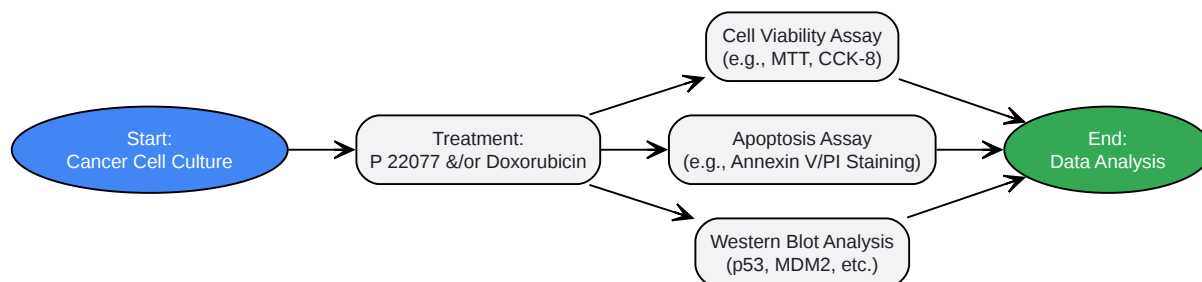 Start:
Cancer Cell Culture
Treatment:
P 22077 &/or Doxorubicin
Cell Viability Assay
(e.g., MTT, CCK-8)
Apoptosis Assay
(e.g., Annexin V/PI Staining)
Western Blot Analysis
(p53, MDM2, etc.)
End:
Data Analysis